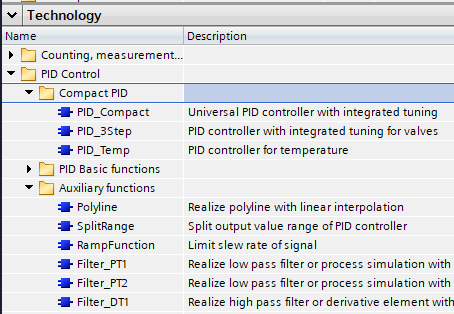 Technology
Name Description
Counting, measurement...
PID Control
Compact PID
PID_Compact Universal PID controller with integrated tuning
PID_3Step PID controller with integrated tuning for valves
PID_Temp PID controller for temperature
PID Basic functions
Auxiliary functions
Polyline Realize polyline with linear interpolation
SplitRange Split output value range of PID controller
RampFunction Limit slew rate of signal
Filter_PT1 Realize low pass filter or process simulation with
Filter_PT2 Realize low pass filter or process simulation with
Filter_DT1 Realize high pass filter or derivative element with